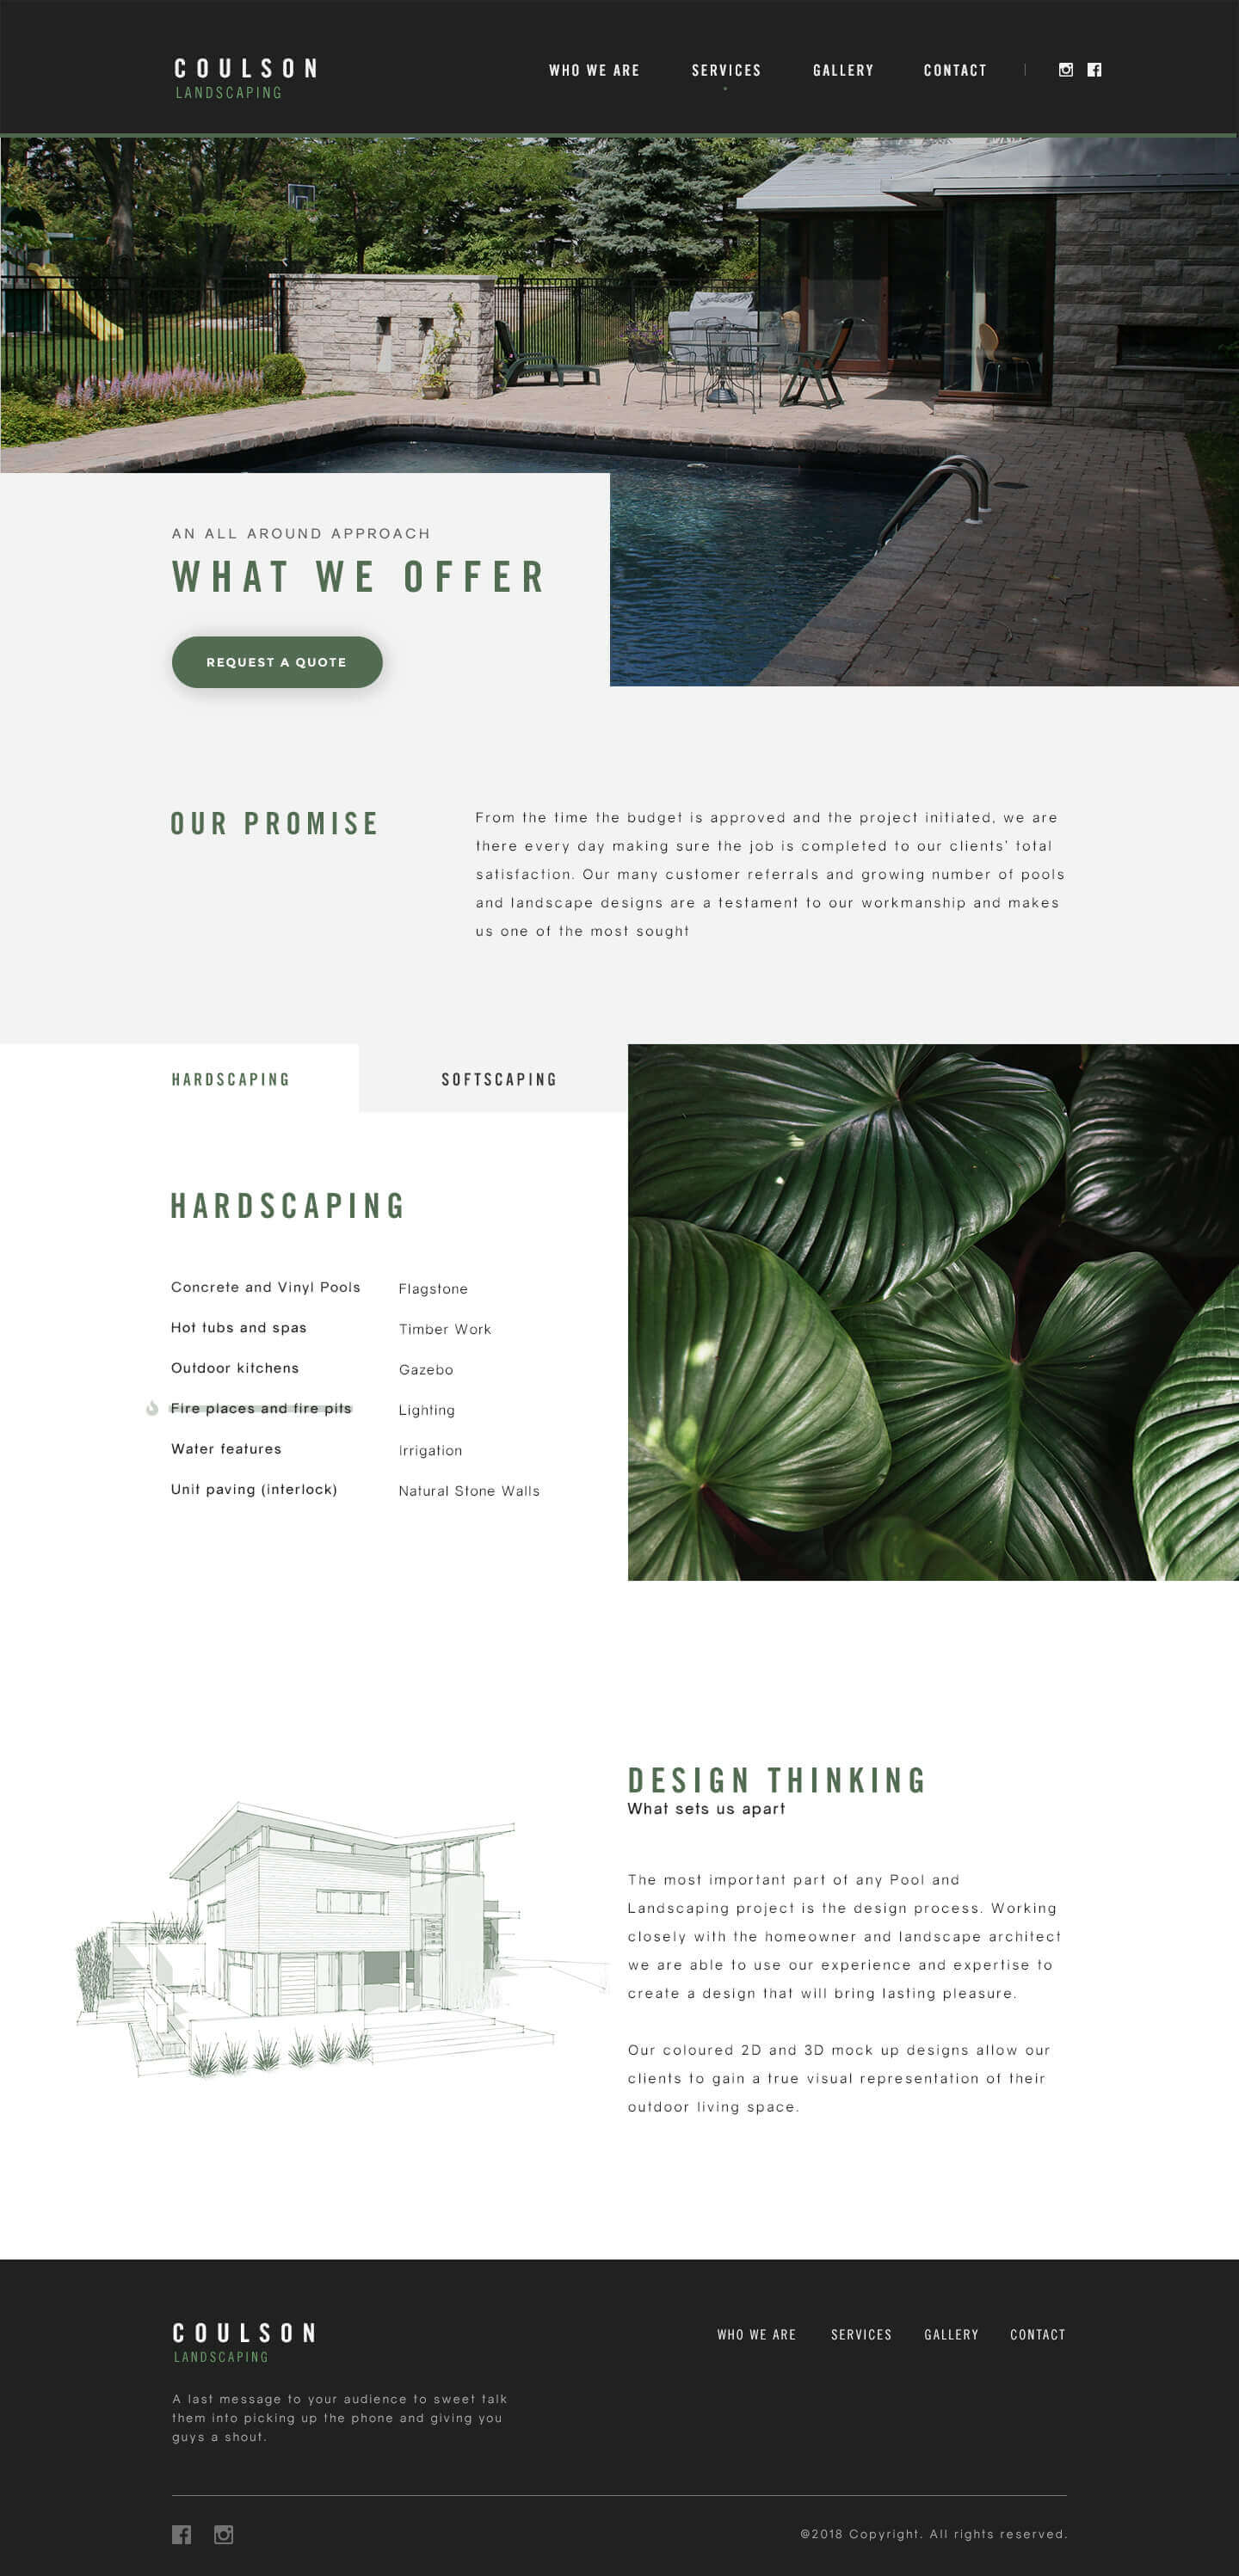 COULSON
LANDSCAPING
WHO WE ARE
SERVICES
GALLERY
CONTACT
AN ALL AROUND APPROACH
WHAT WE OFFER
REQUEST A QUOTE
OUR PROMISE
From the time the budget is approved and the project initiated, we are
there every day making sure the job is completed to our clients' total
satisfaction. Our many customer referrals and growing number of pools
and landscape designs are a testament to our workmanship and makes
us one of the most sought
HARDSCAPING
SOFTSCAPING
HARDSCAPING
Concrete and Vinyl Pools
Hot tubs and spas
Outdoor kitchens
Fire places and fire pits
Water features
Unit paving (interlock)
Flagstone
Timber Work
Gazebo
Lighting
Irrigation
Natural Stone Walls
DESIGN THINKING
What sets us apart
The most important part of any Pool and
Landscaping project is the design process. Working
closely with the homeowner and landscape architect
we are able to use our experience and expertise to
create a design that will bring lasting pleasure.
Our coloured 2D and 3D mock up designs allow our
clients to gain a true visual representation of their
outdoor living space.
COULSON
LANDSCAPING
WHO WE ARE
SERVICES
GALLERY
CONTACT
A last message to your audience to sweet talk
them into picking up the phone and giving you
guys a shout.
©2018 Copyright. All rights reserved.